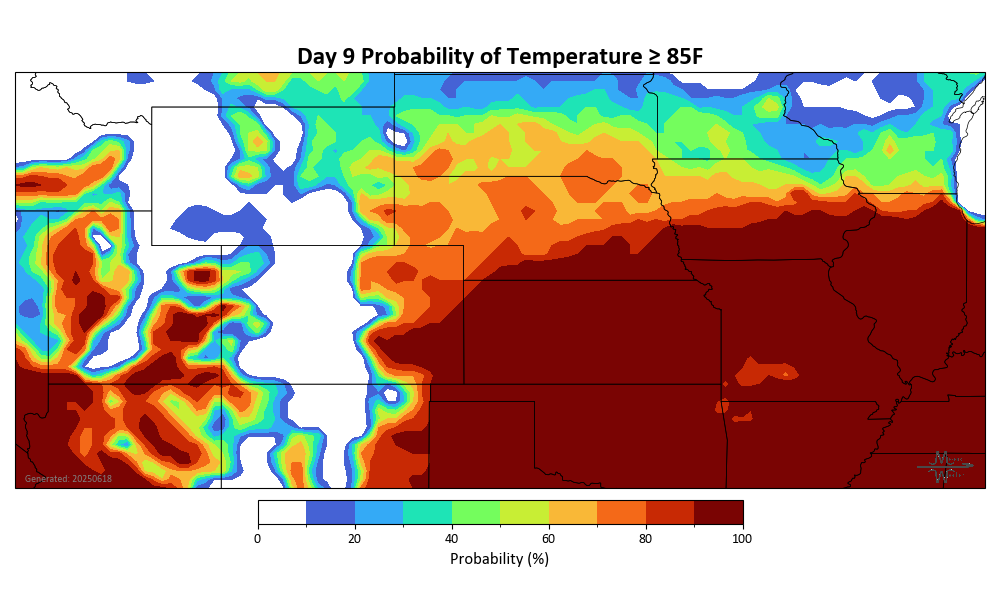 Day 9 Probability of Temperature ≥ 85F
Generated: 20250618
0 20 40 60 80 100
Probability (%)